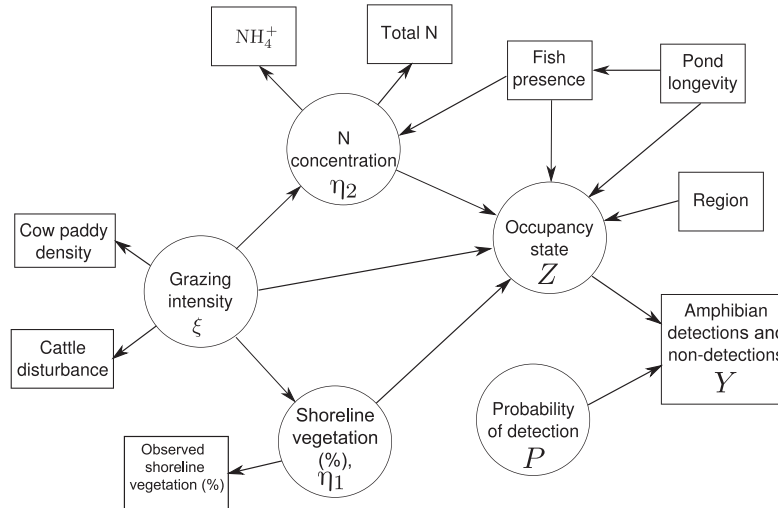 NH₄⁺
Total N
Fish
presence
Pond
longevity
N
concentration
η₂
Region
Cow paddy
density
Grazing
intensity
ξ
Occupancy
state
Z
Cattle
disturbance
Amphibian
detections and
non-detections
Y
Shoreline
vegetation
(%),
η₁
Probability
of detection
P
Observed
shoreline
vegetation (%)